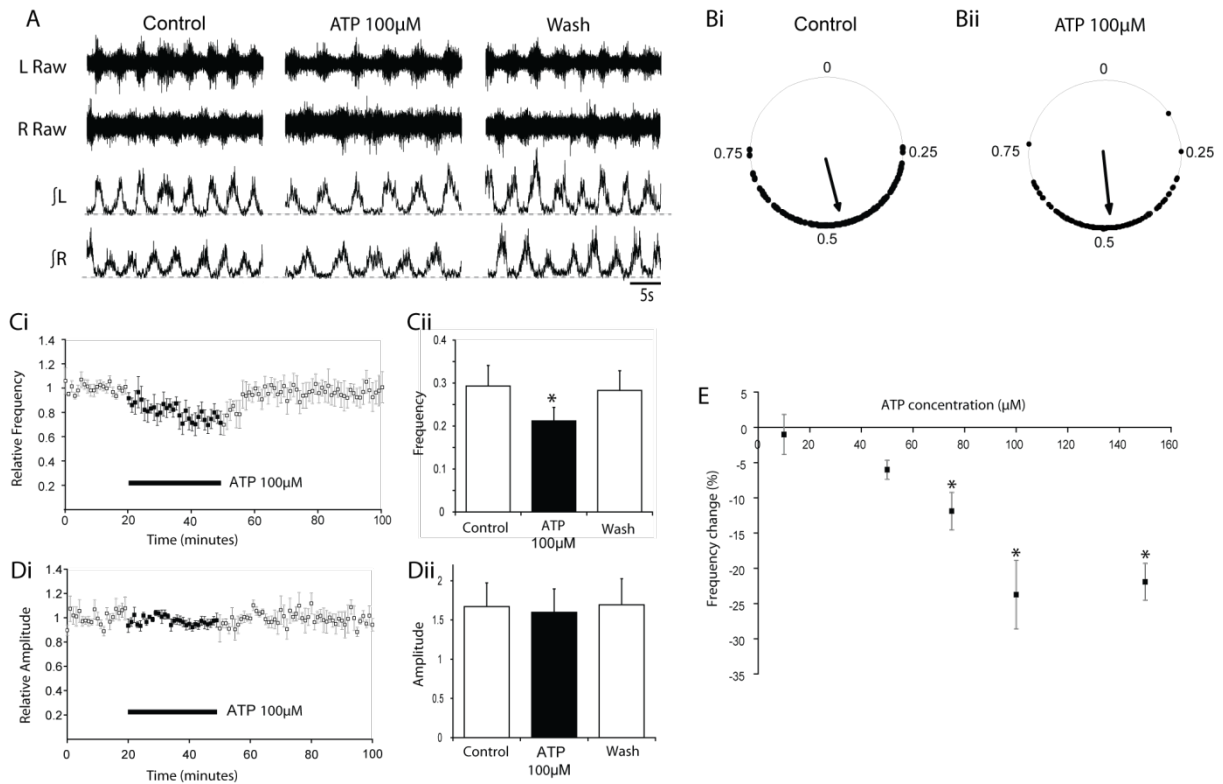 A
Control
ATP 100µM
Wash
L Raw
R Raw
∫L
∫R
5s
Bi
Control
0
0.75
0.25
0.5
Bii
ATP 100µM
0
0.75
0.25
0.5
Ci
1.4
1.2
1
0.8
0.6
0.4
0.2
Relative Frequency
ATP 100µM
0 20 40 60 80 100
Time (minutes)
Cii
0.4
0.3
0.2
0.1
0
Frequency
*
Control
ATP
100µM
Wash
Di
1.4
1.2
1
0.8
0.6
0.4
0.2
Relative Amplitude
ATP 100µM
0 20 40 60 80 100
Time (minutes)
Dii
2
1.5
1
0.5
0
Amplitude
Control
ATP
100µM
Wash
E
ATP concentration (µM)
5
0
-5
-10
-15
-20
-25
-30
-35
Frequency change (%)
0 20 40 60 80 100 120 140 160
*
*
*